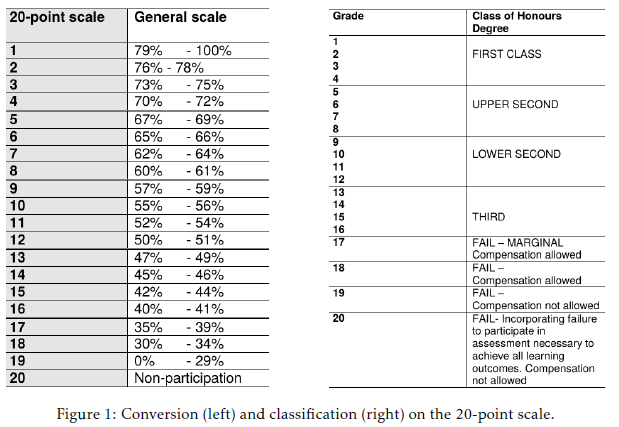 20-point scale General scale
1 79% - 100%
2 76% - 78%
3 73% - 75%
4 70% - 72%
5 67% - 69%
6 65% - 66%
7 62% - 64%
8 60% - 61%
9 57% - 59%
10 55% - 56%
11 52% - 54%
12 50% - 51%
13 47% - 49%
14 45% - 46%
15 42% - 44%
16 40% - 41%
17 35% - 39%
18 30% - 34%
19 0% - 29%
20 Non-participation
Grade Class of Honours
Degree
1
2 FIRST CLASS
3
4
5
6 UPPER SECOND
7
8
9
10 LOWER SECOND
11
12
13
14
15 THIRD
16
17 FAIL – MARGINAL
Compensation allowed
18 FAIL –
Compensation allowed
19 FAIL –
Compensation not allowed
20 FAIL- Incorporating failure
to participate in
assessment necessary to
achieve all learning
outcomes. Compensation
not allowed
Figure 1: Conversion (left) and classification (right) on the 20-point scale.